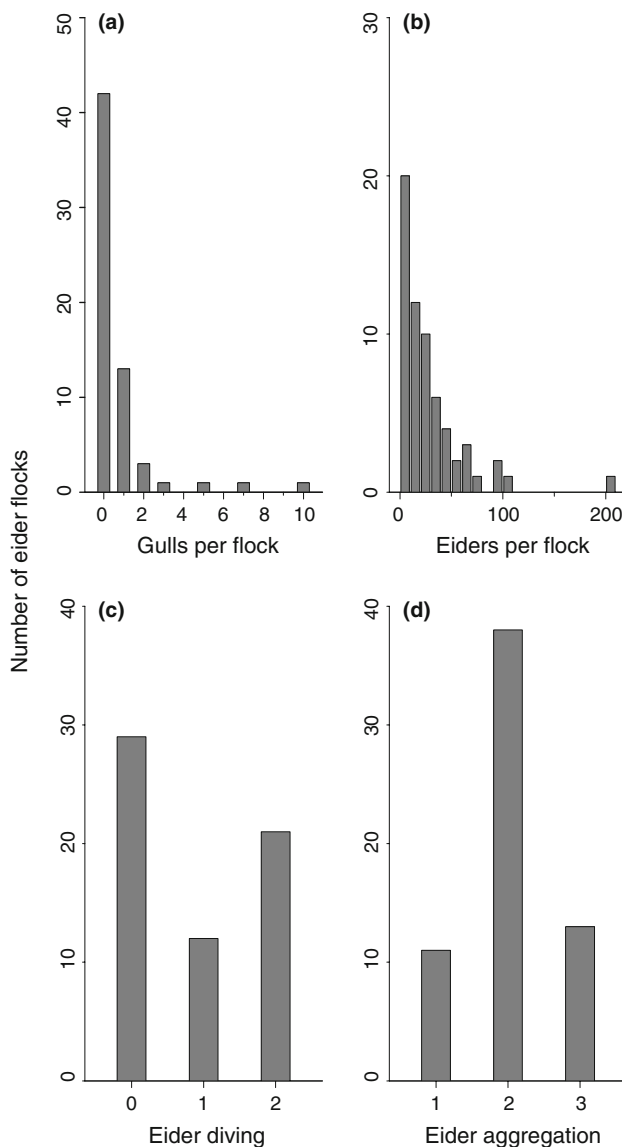 Number of eider flocks
(a)
50
40
30
20
10
0
0 2 4 6 8 10
Gulls per flock
(b)
30
20
10
0
0 100 200
Eiders per flock
(c)
40
30
20
10
0
0 1 2
Eider diving
(d)
40
30
20
10
0
1 2 3
Eider aggregation